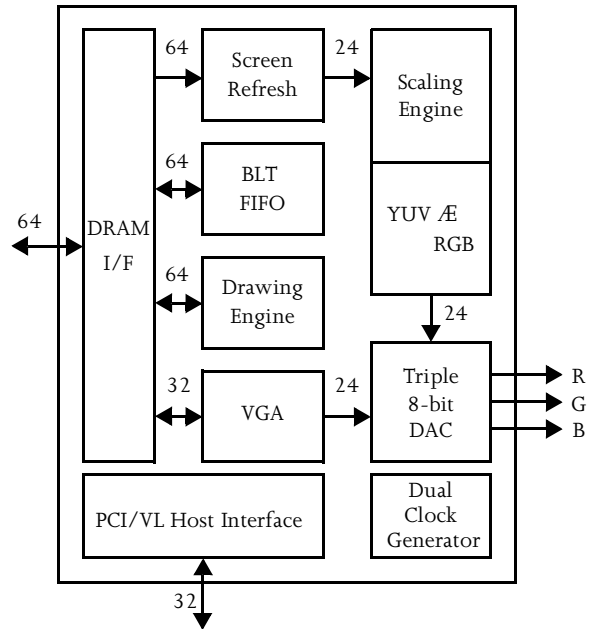 64
Screen
Refresh
24
Scaling
Engine
64
BLT
FIFO
YUV Æ
RGB
64
DRAM
I/F
64
Drawing
Engine
24
32
VGA
24
Triple
8-bit
DAC
R
G
B
PCI/VL Host Interface
Dual
Clock
Generator
32